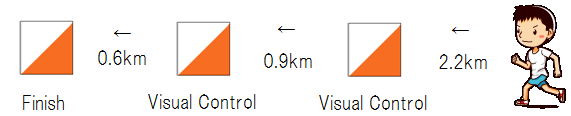 ← ← ←
0.6km 0.9km 2.2km
Finish Visual Control Visual Control